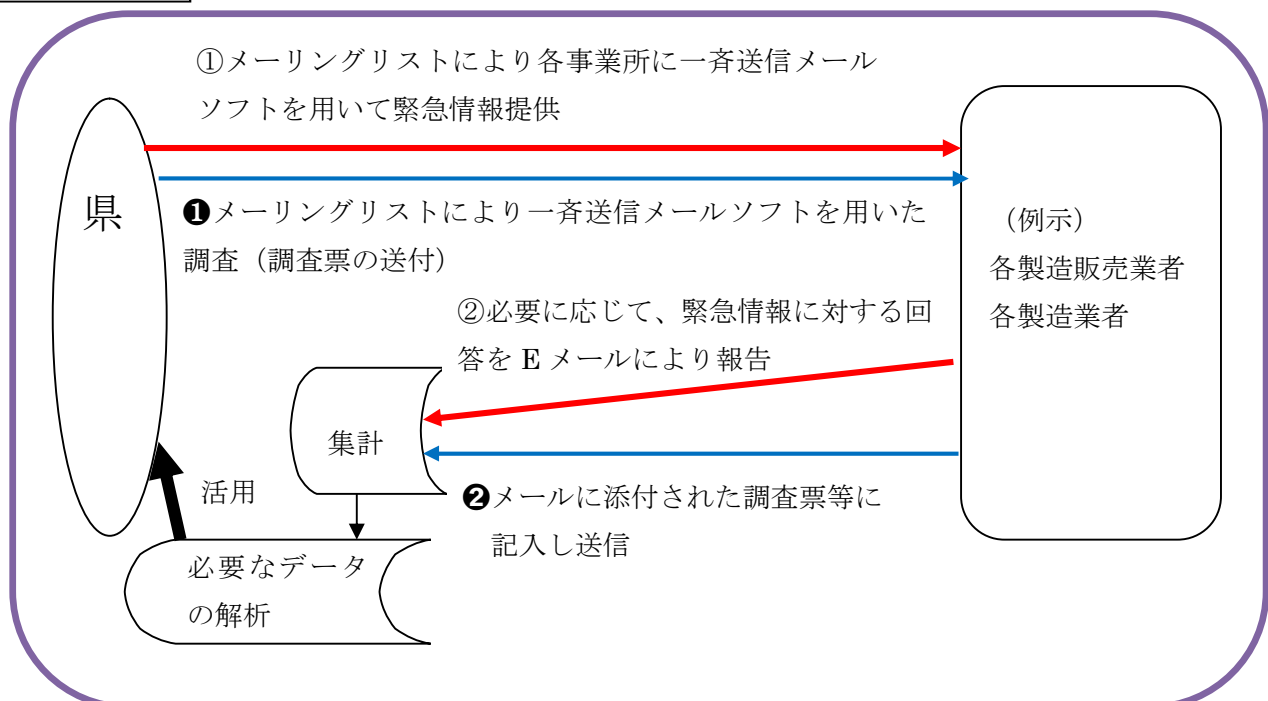 ①メーリングリストにより各事業所に一斉送信メール
ソフトを用いて緊急情報提供
県
❶メーリングリストにより一斉送信メールソフトを用いた
調査（調査票の送付）
（例示）
各製造販売業者
各製造業者
②必要に応じて、緊急情報に対する回
答を E メールにより報告
集計
活用
❷メールに添付された調査票等に
記入し送信
必要なデータ
の解析